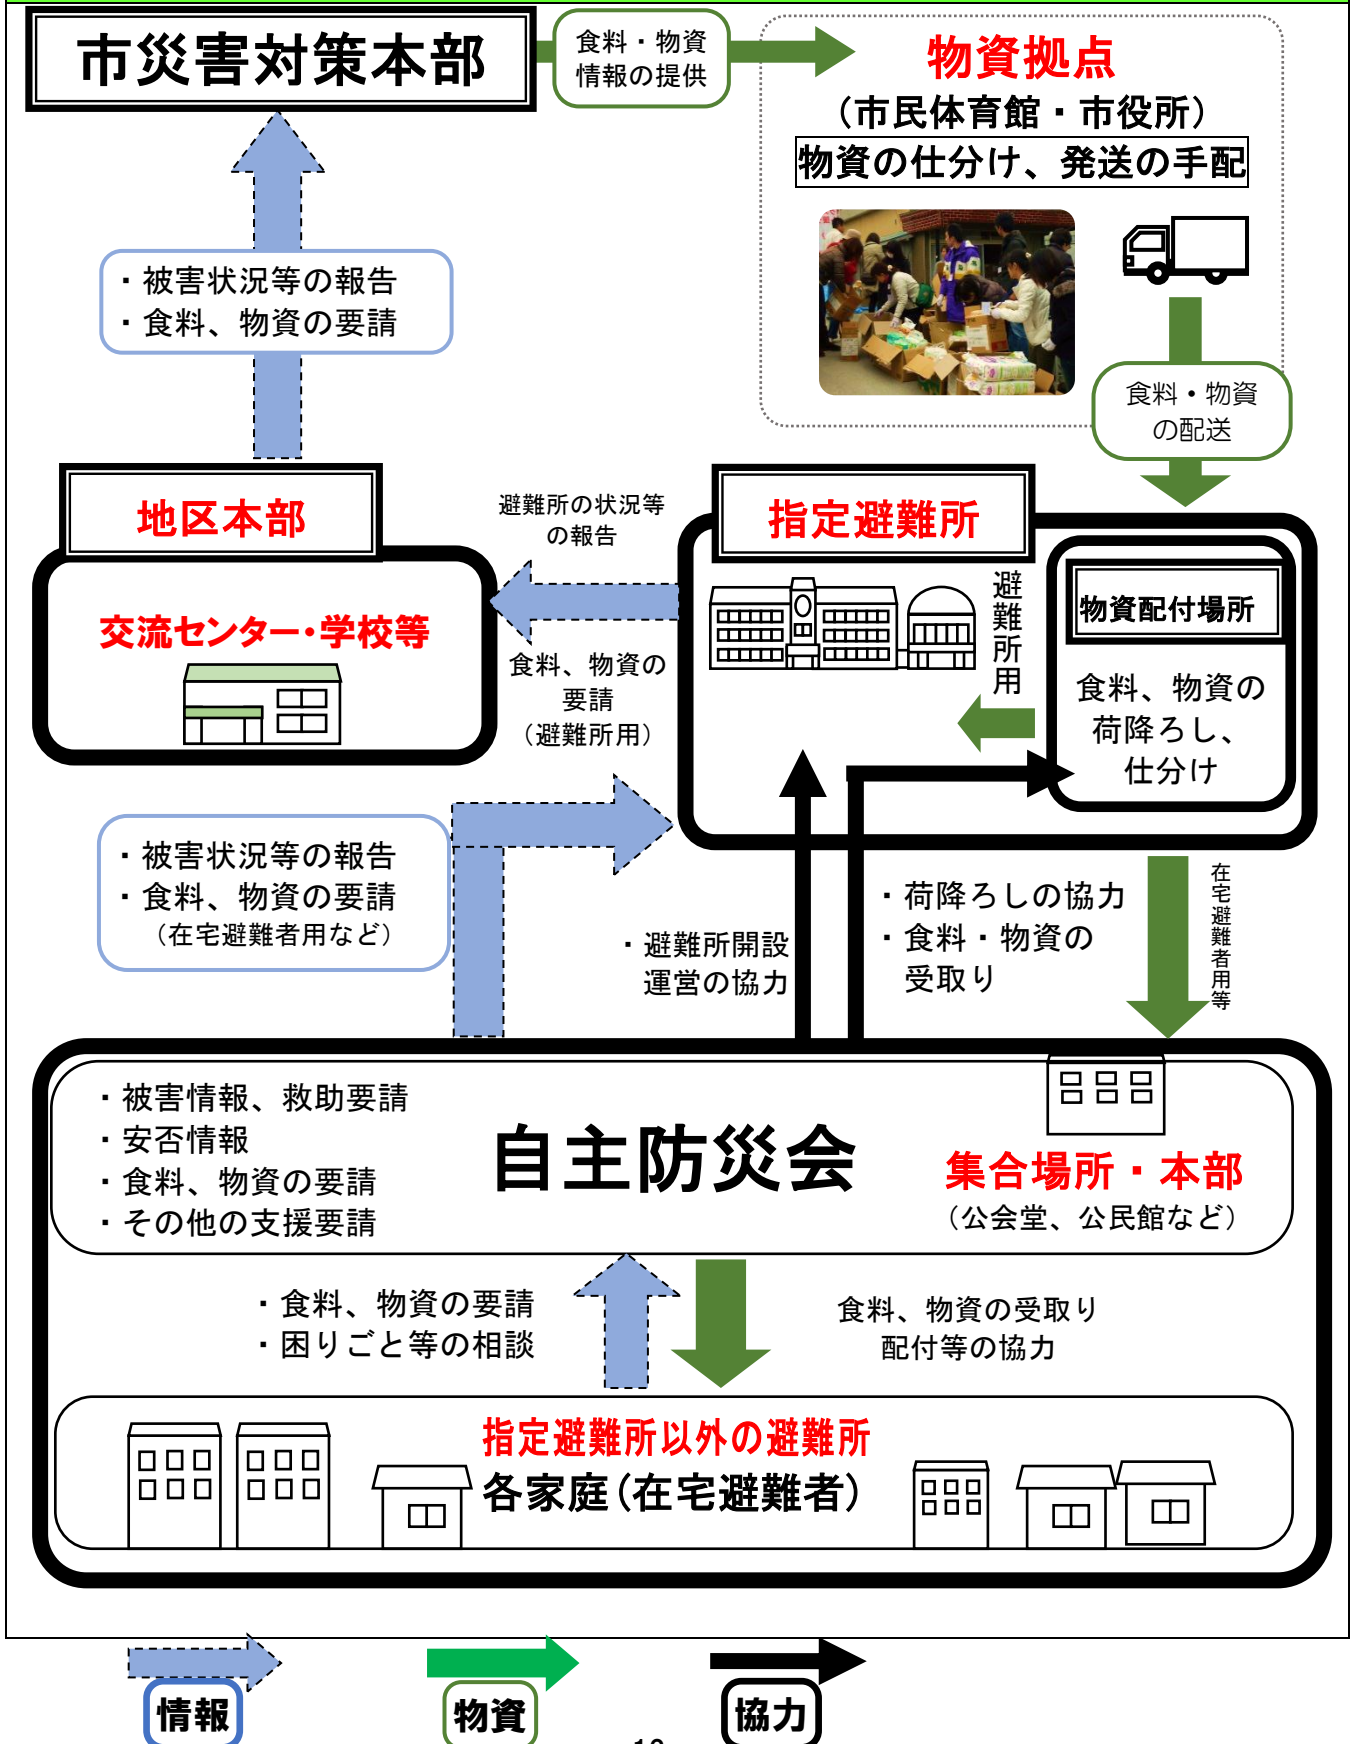 市災害対策本部
食料・物資
情報の提供
物資拠点
（市民体育館・市役所）
物資の仕分け、発送の手配
・被害状況等の報告
・食料、物資の要請
食料・物資
の配送
地区本部
交流センター・学校等
避難所の状況等
の報告
食料、物資の
要請
（避難所用）
指定避難所
避難所用
物資配付場所
食料、物資の
荷降ろし、
仕分け
・被害状況等の報告
・食料、物資の要請
（在宅避難者用など）
・避難所開設
運営の協力
・荷降ろしの協力
・食料・物資の
受取り
在宅避難者用等
・被害情報、救助要請
・安否情報
・食料、物資の要請
・その他の支援要請
自主防災会
集合場所・本部
（公会堂、公民館など）
・食料、物資の要請
・困りごと等の相談
食料、物資の受取り
配付等の協力
指定避難所以外の避難所
各家庭（在宅避難者）
情報
物資
協力